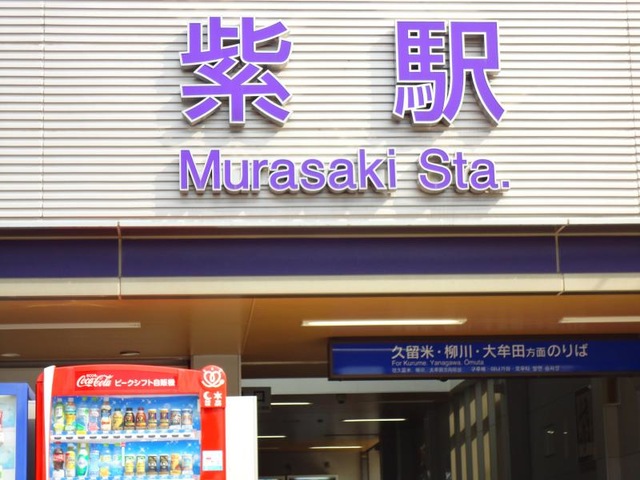 紫駅
Murasaki Sta.
久留米・柳川・大牟田方面のりば
For Kurume, Yanagawa, Omuta
Coca-Cola ピークシフト自販機